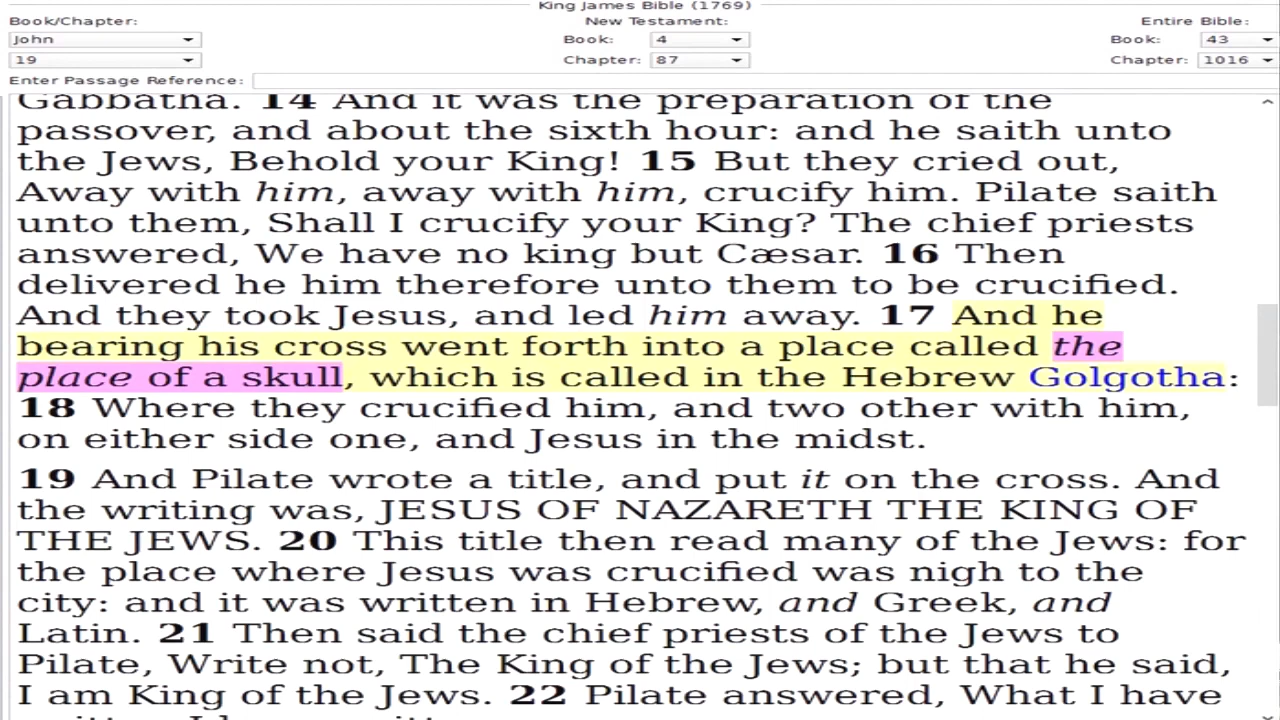 King James Bible (1769)
Book/Chapter: New Testament: Entire Bible:
John Book: 4 Book: 43
19 Chapter: 87 Chapter: 1016
Enter Passage Reference:
Gabbatha. 14 And it was the preparation of the
passover, and about the sixth hour: and he saith unto
the Jews, Behold your King! 15 But they cried out,
Away with him, away with him, crucify him. Pilate saith
unto them, Shall I crucify your King? The chief priests
answered, We have no king but Cæsar. 16 Then
delivered he him therefore unto them to be crucified.
And they took Jesus, and led him away. 17 And he
bearing his cross went forth into a place called the
place of a skull, which is called in the Hebrew Golgotha:
18 Where they crucified him, and two other with him,
on either side one, and Jesus in the midst.
19 And Pilate wrote a title, and put it on the cross. And
the writing was, JESUS OF NAZARETH THE KING OF
THE JEWS. 20 This title then read many of the Jews: for
the place where Jesus was crucified was nigh to the
city: and it was written in Hebrew, and Greek, and
Latin. 21 Then said the chief priests of the Jews to
Pilate, Write not, The King of the Jews; but that he said,
I am King of the Jews. 22 Pilate answered, What I have